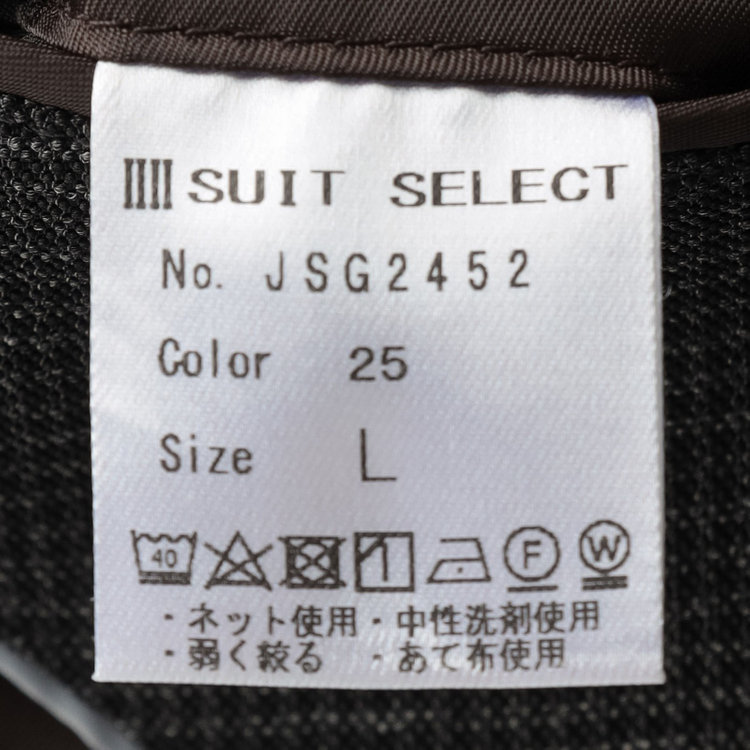 SUIT SELECT
No. JSG2452
Color 25
Size L
40 F W
・ネット使用・中性洗剤使用
・弱く絞る ・あて布使用